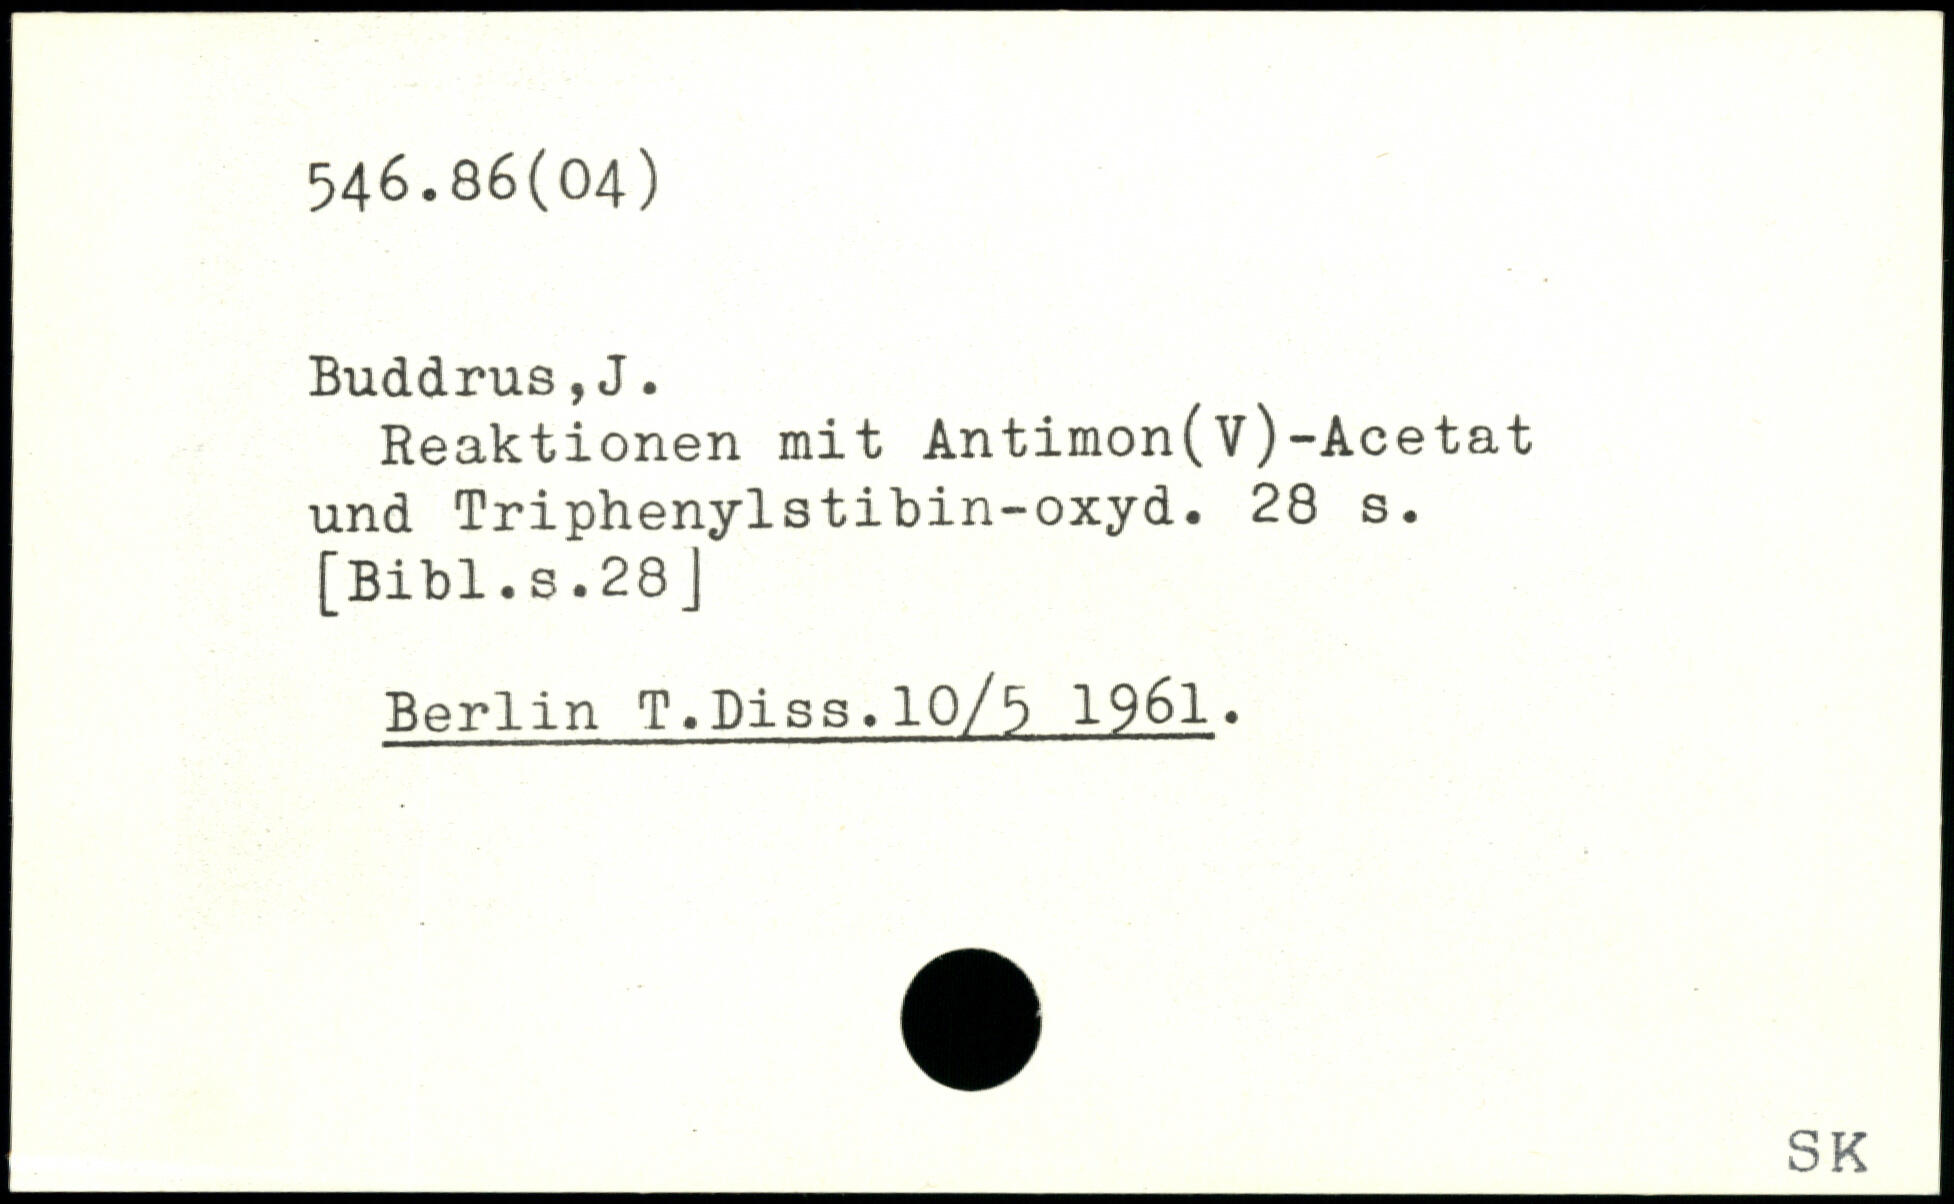 546.86(04)
Buddrus,J.
Reaktionen mit Antimon(V)-Acetat
und Triphenylstibin-oxyd. 28 s.
[Bibl.s.28]
Berlin T.Diss.10/5 1961.
SK